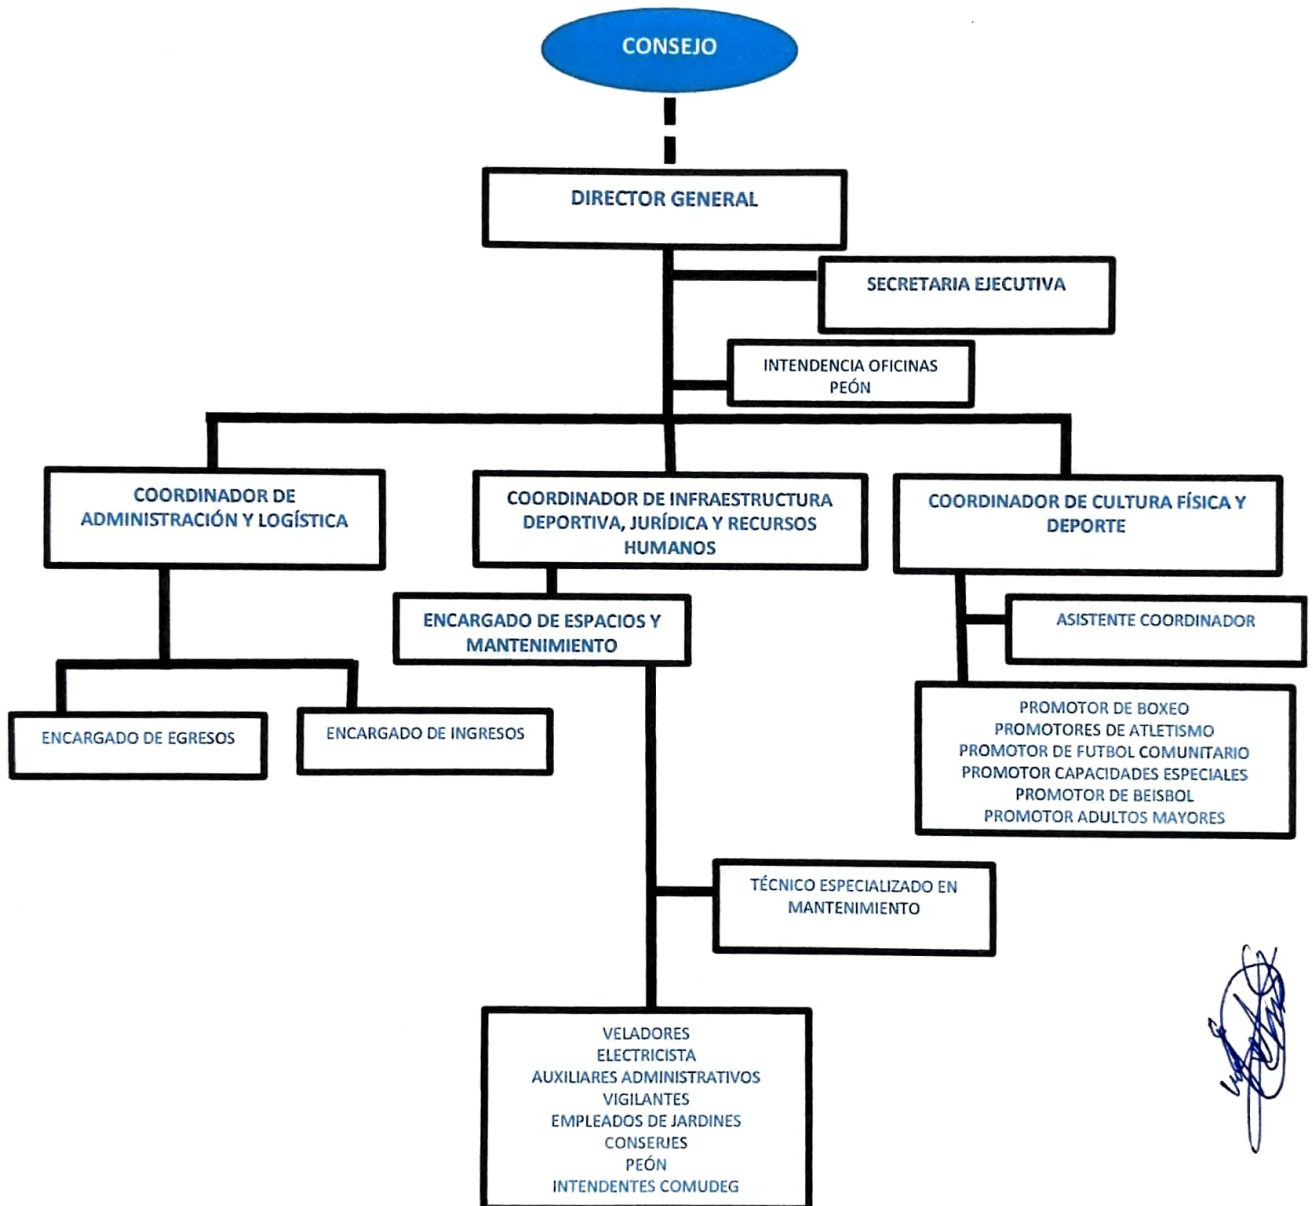 CONSEJO
DIRECTOR GENERAL
SECRETARIA EJECUTIVA
INTENDENCIA OFICINAS
PEÓN
COORDINADOR DE
ADMINISTRACIÓN Y LOGÍSTICA
COORDINADOR DE INFRAESTRUCTURA
DEPORTIVA, JURÍDICA Y RECURSOS
HUMANOS
COORDINADOR DE CULTURA FÍSICA Y
DEPORTE
ENCARGADO DE ESPACIOS Y
MANTENIMIENTO
ASISTENTE COORDINADOR
ENCARGADO DE EGRESOS
ENCARGADO DE INGRESOS
PROMOTOR DE BOXEO
PROMOTORES DE ATLETISMO
PROMOTOR DE FUTBOL COMUNITARIO
PROMOTOR CAPACIDADES ESPECIALES
PROMOTOR DE BEISBOL
PROMOTOR ADULTOS MAYORES
TÉCNICO ESPECIALIZADO EN
MANTENIMIENTO
VELADORES
ELECTRICISTA
AUXILIARES ADMINISTRATIVOS
VIGILANTES
EMPLEADOS DE JARDINES
CONSERJES
PEÓN
INTENDENTES COMUDEG